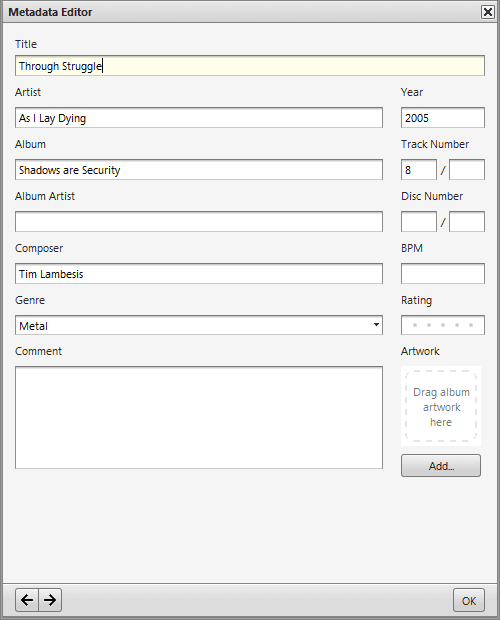 Metadata Editor
Title
Through Struggle
Artist
Year
As I Lay Dying
2005
Album
Track Number
Shadows are Security
8 /
Album Artist
Disc Number
/
Composer
BPM
Tim Lambesis
Genre
Rating
Metal
Comment
Artwork
Drag album
artwork
here
Add...
OK